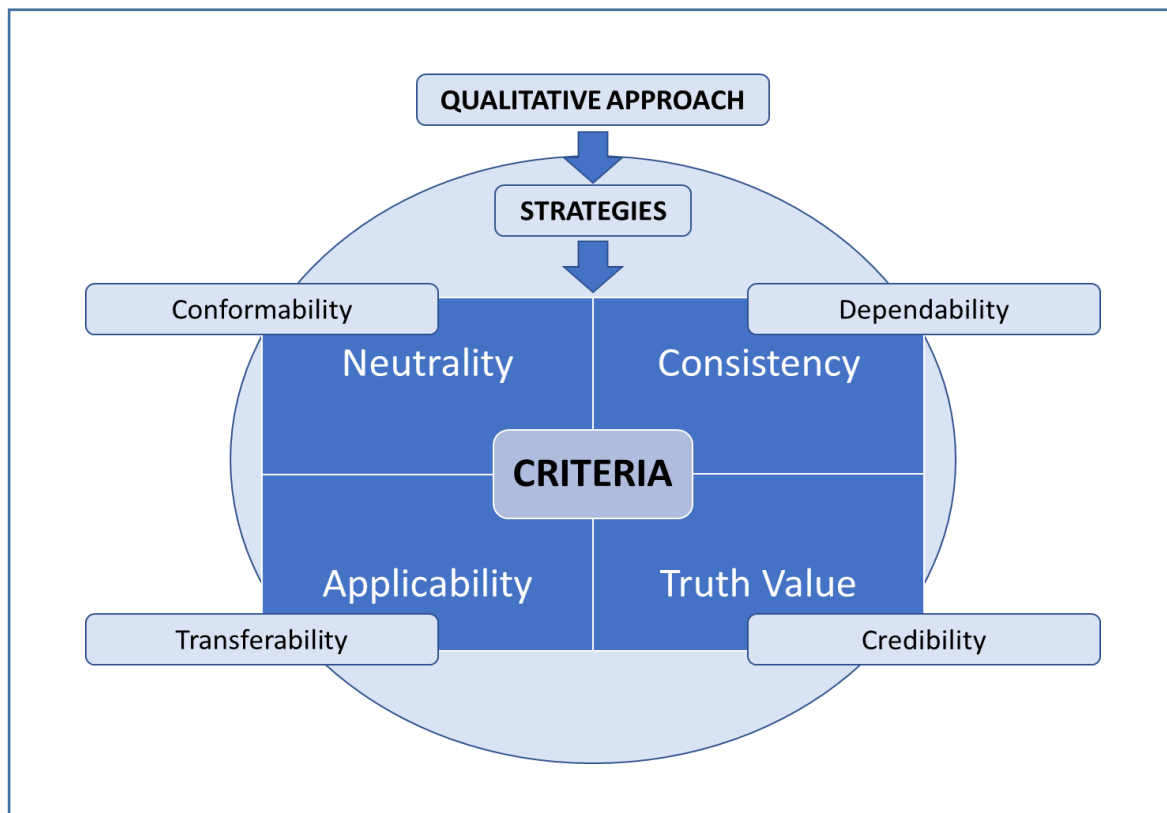 QUALITATIVE APPROACH
STRATEGIES
Conformability
Dependability
Neutrality
Consistency
CRITERIA
Applicability
Truth Value
Transferability
Credibility